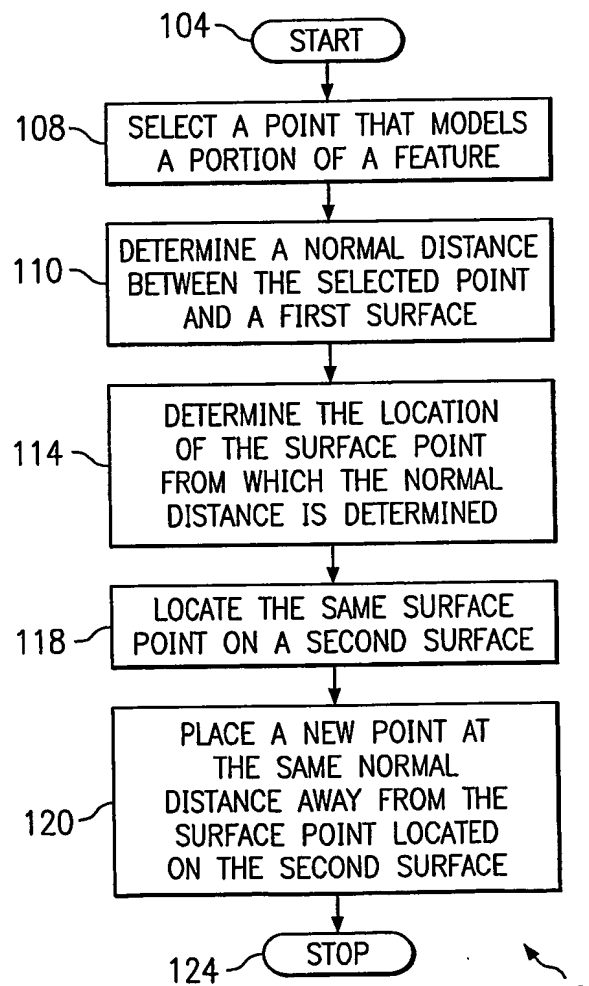 104
START
108
SELECT A POINT THAT MODELS
A PORTION OF A FEATURE
110
DETERMINE A NORMAL DISTANCE
BETWEEN THE SELECTED POINT
AND A FIRST SURFACE
114
DETERMINE THE LOCATION
OF THE SURFACE POINT
FROM WHICH THE NORMAL
DISTANCE IS DETERMINED
118
LOCATE THE SAME SURFACE
POINT ON A SECOND SURFACE
120
PLACE A NEW POINT AT
THE SAME NORMAL
DISTANCE AWAY FROM THE
SURFACE POINT LOCATED
ON THE SECOND SURFACE
124
STOP